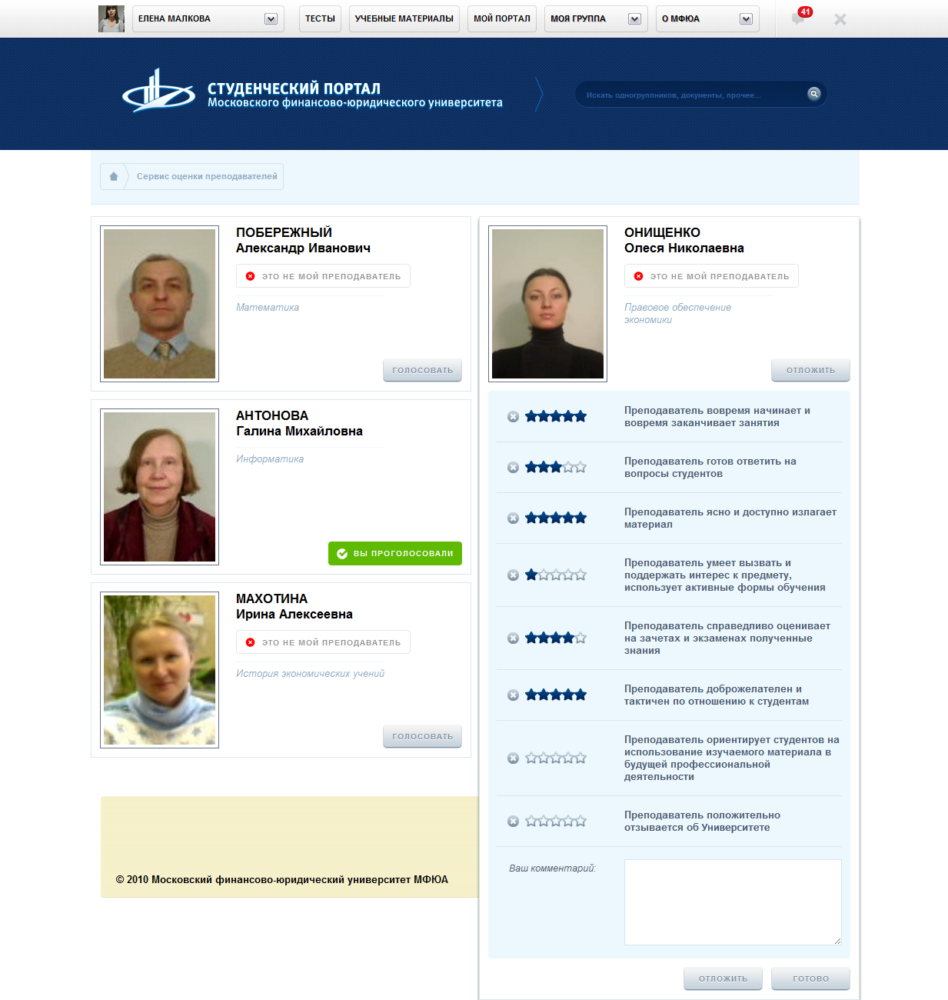 ЕЛЕНА МАЛКОВА
ТЕСТЫ
УЧЕБНЫЕ МАТЕРИАЛЫ
МОЙ ПОРТАЛ
МОЯ ГРУППА
О МФЮА
41
СТУДЕНЧЕСКИЙ ПОРТАЛ
Московского финансово-юридического университета
Искать одногруппников, документы, прочее...
Сервис оценки преподавателей
ПОБЕРЕЖНЫЙ
Александр Иванович
ЭТО НЕ МОЙ ПРЕПОДАВАТЕЛЬ
Математика
ГОЛОСОВАТЬ
АНТОНОВА
Галина Михайловна
Информатика
ВЫ ПРОГОЛОСОВАЛИ
МАХОТИНА
Ирина Алексеевна
ЭТО НЕ МОЙ ПРЕПОДАВАТЕЛЬ
История экономических учений
ГОЛОСОВАТЬ
© 2010 Московский финансово-юридический университет МФЮА
ОНИЩЕНКО
Олеся Николаевна
ЭТО НЕ МОЙ ПРЕПОДАВАТЕЛЬ
Правовое обеспечение
экономики
ОТЛОЖИТЬ
Преподаватель вовремя начинает и
вовремя заканчивает занятия
Преподаватель готов ответить на
вопросы студентов
Преподаватель ясно и доступно излагает
материал
Преподаватель умеет вызвать и
поддержать интерес к предмету,
использует активные формы обучения
Преподаватель справедливо оценивает
на зачетах и экзаменах полученные
знания
Преподаватель доброжелателен и
тактичен по отношению к студентам
Преподаватель ориентирует студентов на
использование изучаемого материала в
будущей профессиональной
деятельности
Преподаватель положительно
отзывается об Университете
Ваш комментарий:
ОТЛОЖИТЬ
ГОТОВО